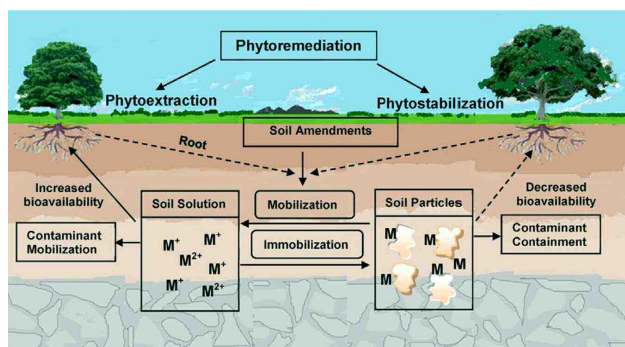 Phytoremediation
Phytoextraction
Phytostabilization
Root
Soil Amendments
Increased
bioavailability
Decreased
bioavailability
Soil Solution
Mobilization
Soil Particles
Contaminant
Mobilization
Immobilization
Contaminant
Containment
M⁺ M⁺
M²⁺ M⁺
M⁺ M²⁺
M M
M M
M